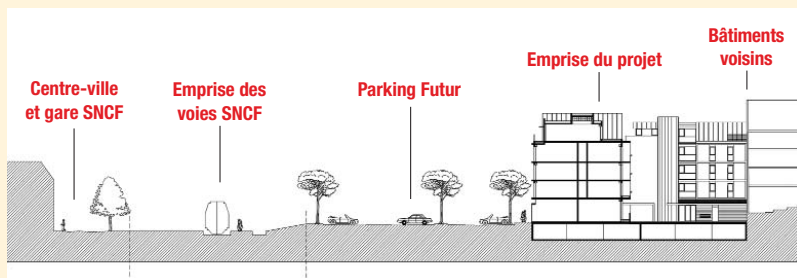 Centre-ville
et gare SNCF
Emprise des
voies SNCF
Parking Futur
Emprise du projet
Bâtiments
voisins